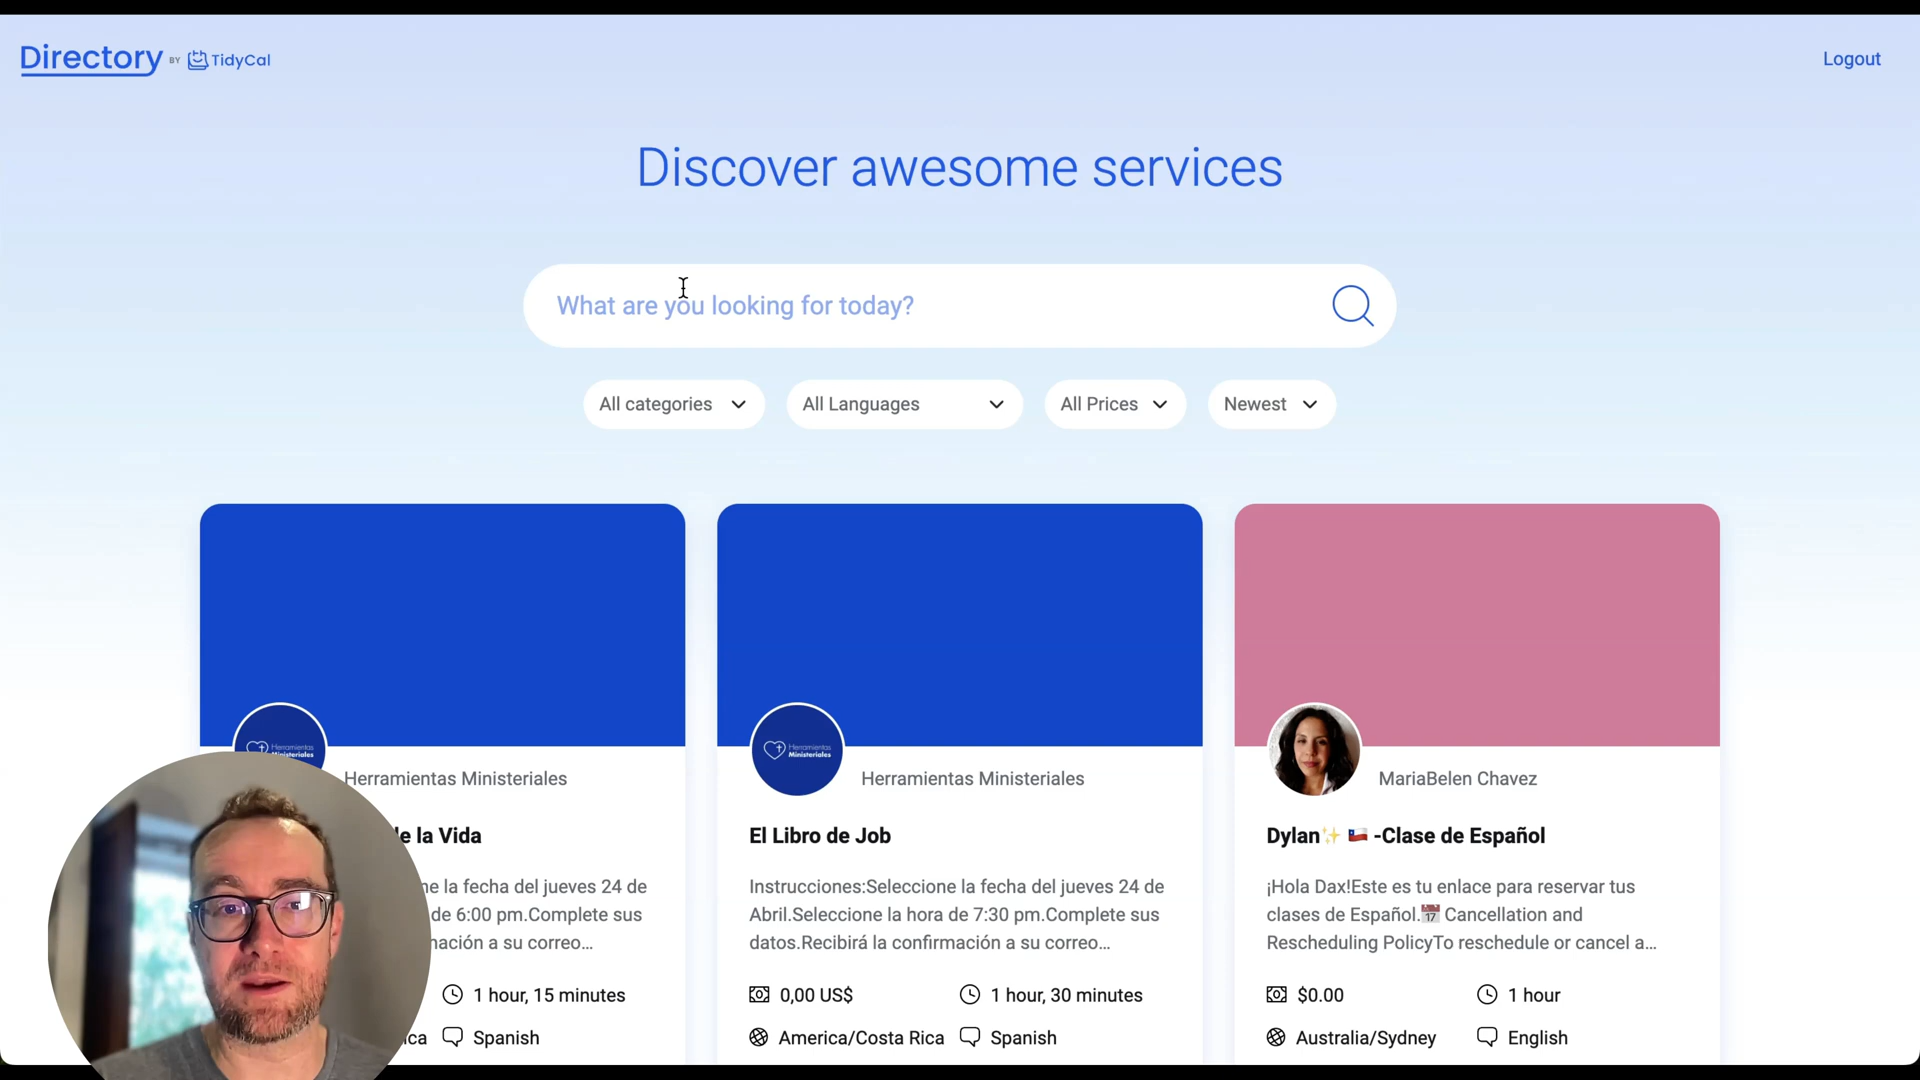 Directory BY TidyCal
Logout
Discover awesome services
What are you looking for today?
All categories
All Languages
All Prices
Newest
Herramientas Ministeriales
Herramientas Ministeriales
de la Vida
ne la fecha del jueves 24 de
de 6:00 pm.Complete sus
mación a su correo...
1 hour, 15 minutes
ica
Spanish
Herramientas Ministeriales
Herramientas Ministeriales
El Libro de Job
Instrucciones:Seleccione la fecha del jueves 24 de
Abril.Seleccione la hora de 7:30 pm.Complete sus
datos.Recibirá la confirmación a su correo...
0,00 US$
1 hour, 30 minutes
America/Costa Rica
Spanish
MariaBelen Chavez
Dylan✨ 🇨🇱 -Clase de Español
¡Hola Dax!Este es tu enlace para reservar tus
clases de Español.📅 Cancellation and
Rescheduling PolicyTo reschedule or cancel a...
$0.00
1 hour
Australia/Sydney
English